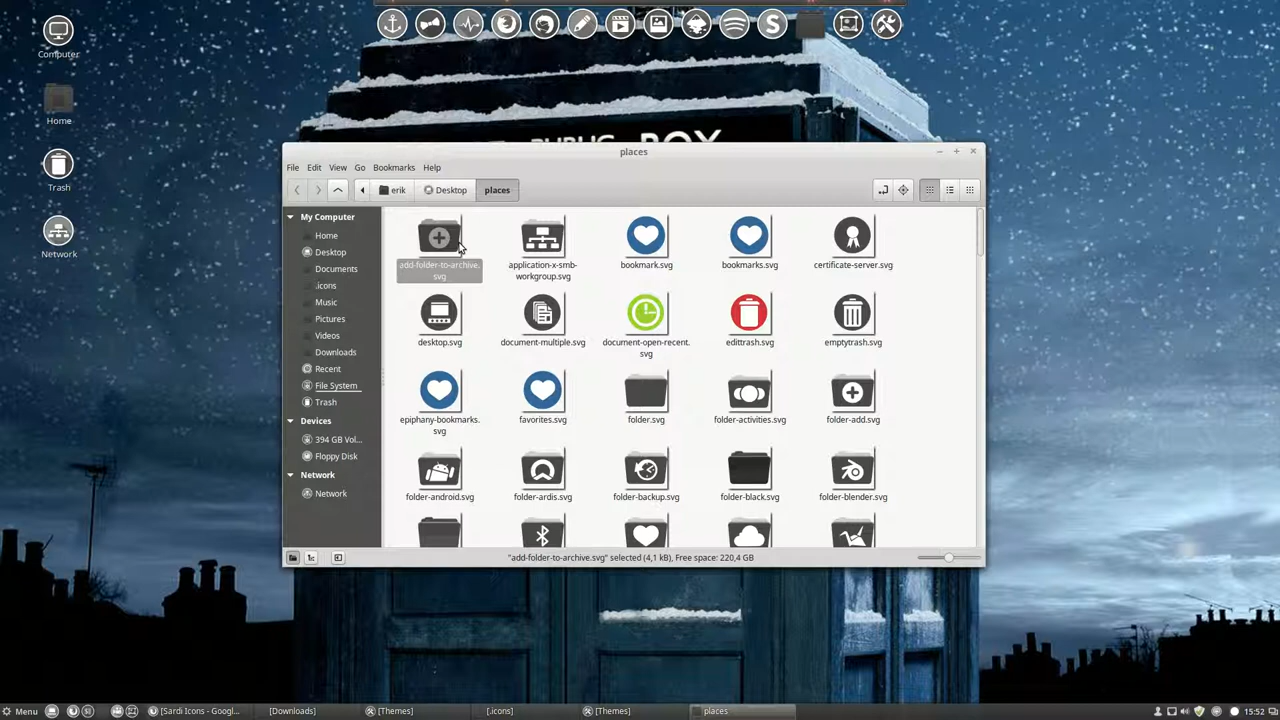 Computer
Home
Trash
Network
S
PUBLIC BOX
places
File Edit View Go Bookmarks Help
erik Desktop places
My Computer
Home
Desktop
Documents
.icons
Music
Pictures
Videos
Downloads
Recent
File System
Trash
Devices
394 GB Vol...
Floppy Disk
Network
Network
add-folder-to-archive.
svg
application-x-smb-
workgroup.svg
bookmark.svg
bookmarks.svg
certificate-server.svg
desktop.svg
document-multiple.svg
document-open-recent.
svg
edittrash.svg
emptytrash.svg
epiphany-bookmarks.
svg
favorites.svg
folder.svg
folder-activities.svg
folder-add.svg
folder-android.svg
folder-ardis.svg
folder-backup.svg
folder-black.svg
folder-blender.svg
"add-folder-to-archive.svg" selected (4,1 kB), Free space: 220,4 GB
Menu [Sardi Icons - Googl... [Downloads] [Themes] [.icons] [Themes] places 15:52